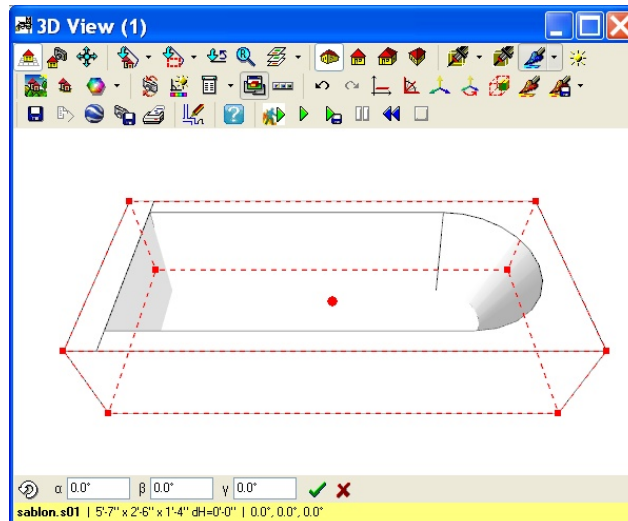 3D View (1)
α 0.0° β 0.0° γ 0.0°
sablon.s01 | 5'-7" x 2'-6" x 1'-4" dH=0'-0" | 0.0°, 0.0°, 0.0°